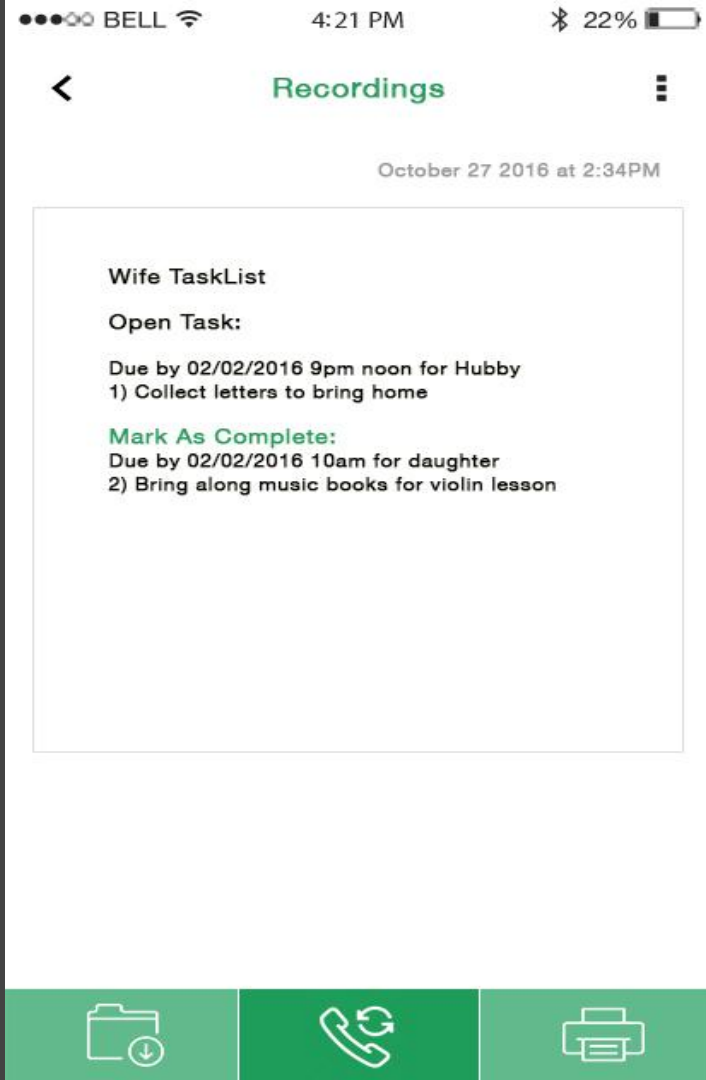 BELL 4:21 PM 22%
Recordings
October 27 2016 at 2:34PM
Wife TaskList
Open Task:
Due by 02/02/2016 9pm noon for Hubby
1) Collect letters to bring home
Mark As Complete:
Due by 02/02/2016 10am for daughter
2) Bring along music books for violin lesson